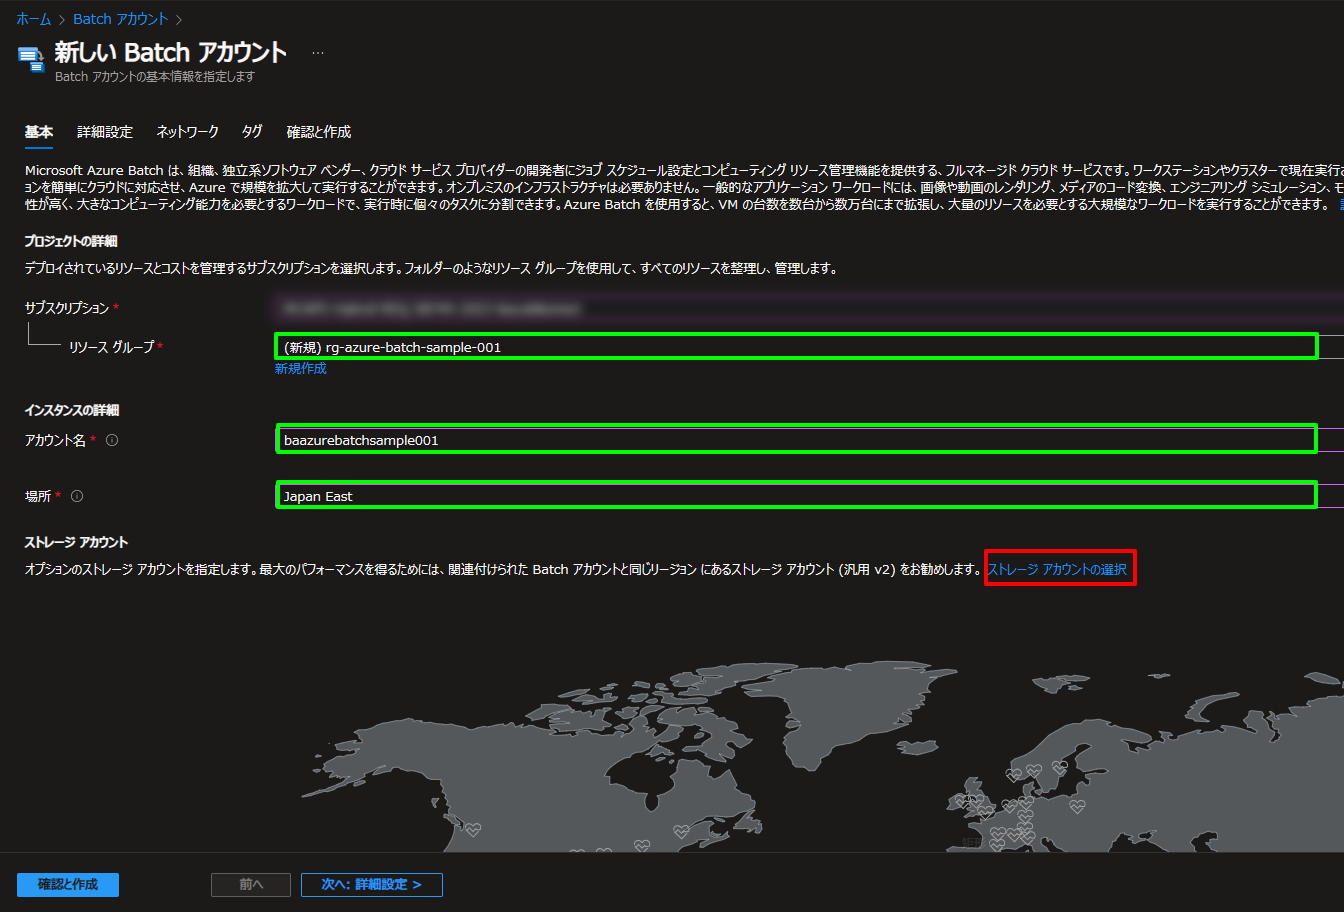 ホーム > Batch アカウント >
新しい Batch アカウント ...
Batch アカウントの基本情報を指定します
基本 詳細設定 ネットワーク タグ 確認と作成
Microsoft Azure Batch は、組織、独立系ソフトウェア ベンダー、クラウド サービス プロバイダーの開発者にジョブ スケジュール設定とコンピューティング リソース管理機能を提供する、フルマネージド クラウド サービスです。ワークステーションやクラスターで現在実行
ョンを簡単にクラウドに対応させ、Azure で規模を拡大して実行することができます。オンプレミスのインフラストラクチャは必要ありません。一般的なアプリケーション ワークロードには、画像や動画のレンダリング、メディアのコード変換、エンジニアリング シミュレーション、モ
性が高く、大きなコンピューティング能力を必要とするワークロードで、実行時に個々のタスクに分割できます。Azure Batch を使用すると、VM の台数を数台から数万台にまで拡張し、大量のリソースを必要とする大規模なワークロードを実行することができます。
プロジェクトの詳細
デプロイされているリソースとコストを管理するサブスクリプションを選択します。フォルダーのようなリソース グループを使用して、すべてのリソースを整理し、管理します。
サブスクリプション *
リソース グループ * (新規) rg-azure-batch-sample-001
新規作成
インスタンスの詳細
アカウント名 * baazurebatchsample001
場所 * Japan East
ストレージ アカウント
オプションのストレージ アカウントを指定します。最大のパフォーマンスを得るためには、関連付けられた Batch アカウントと同じリージョン にあるストレージ アカウント (汎用 v2) をお勧めします。 ストレージ アカウントの選択
確認と作成 前へ 次へ: 詳細設定 >